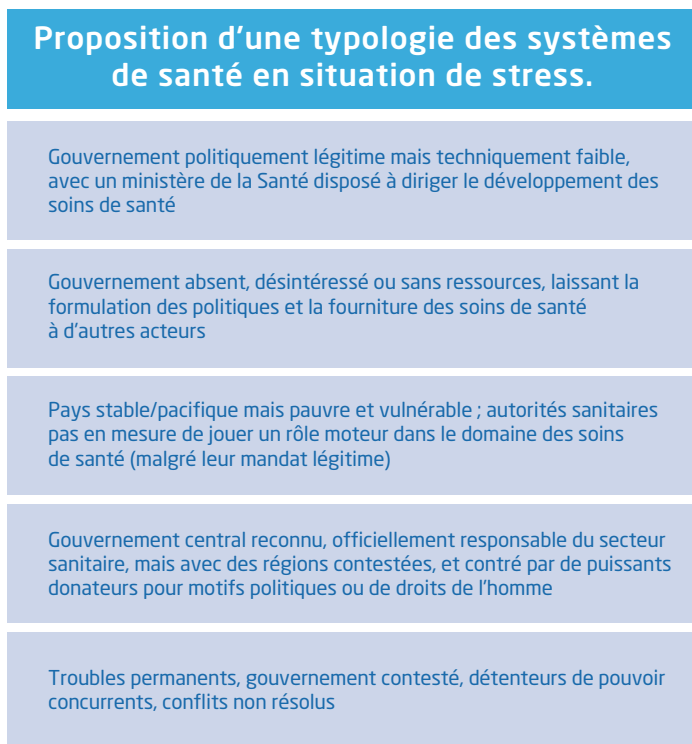 Proposition d’une typologie des systèmes
de santé en situation de stress.
Gouvernement politiquement légitime mais techniquement faible,
avec un ministère de la Santé disposé à diriger le développement des
soins de santé
Gouvernement absent, désintéressé ou sans ressources, laissant la
formulation des politiques et la fourniture des soins de santé
à d’autres acteurs
Pays stable/pacifique mais pauvre et vulnérable ; autorités sanitaires
pas en mesure de jouer un rôle moteur dans le domaine des soins
de santé (malgré leur mandat légitime)
Gouvernement central reconnu, officiellement responsable du secteur
sanitaire, mais avec des régions contestées, et contré par de puissants
donateurs pour motifs politiques ou de droits de l’homme
Troubles permanents, gouvernement contesté, détenteurs de pouvoir
concurrents, conflits non résolus